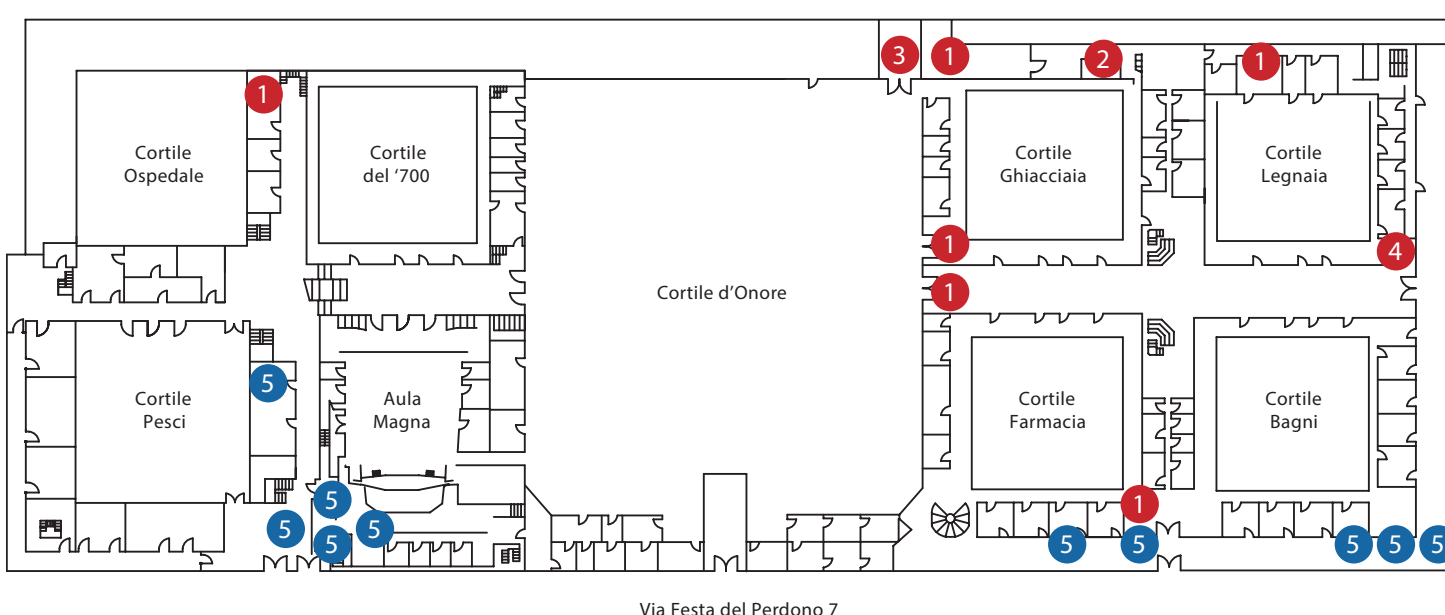 3
1
2
1
1
Cortile
Ospedale
Cortile
del ‘700
Cortile
Ghiacciaia
Cortile
Legnaia
1
4
1
Cortile d’Onore
5
Cortile
Pesci
Aula
Magna
Cortile
Farmacia
Cortile
Bagni
5
1
5
5
5
5
5
5
5
5
Via Festa del Perdono 7